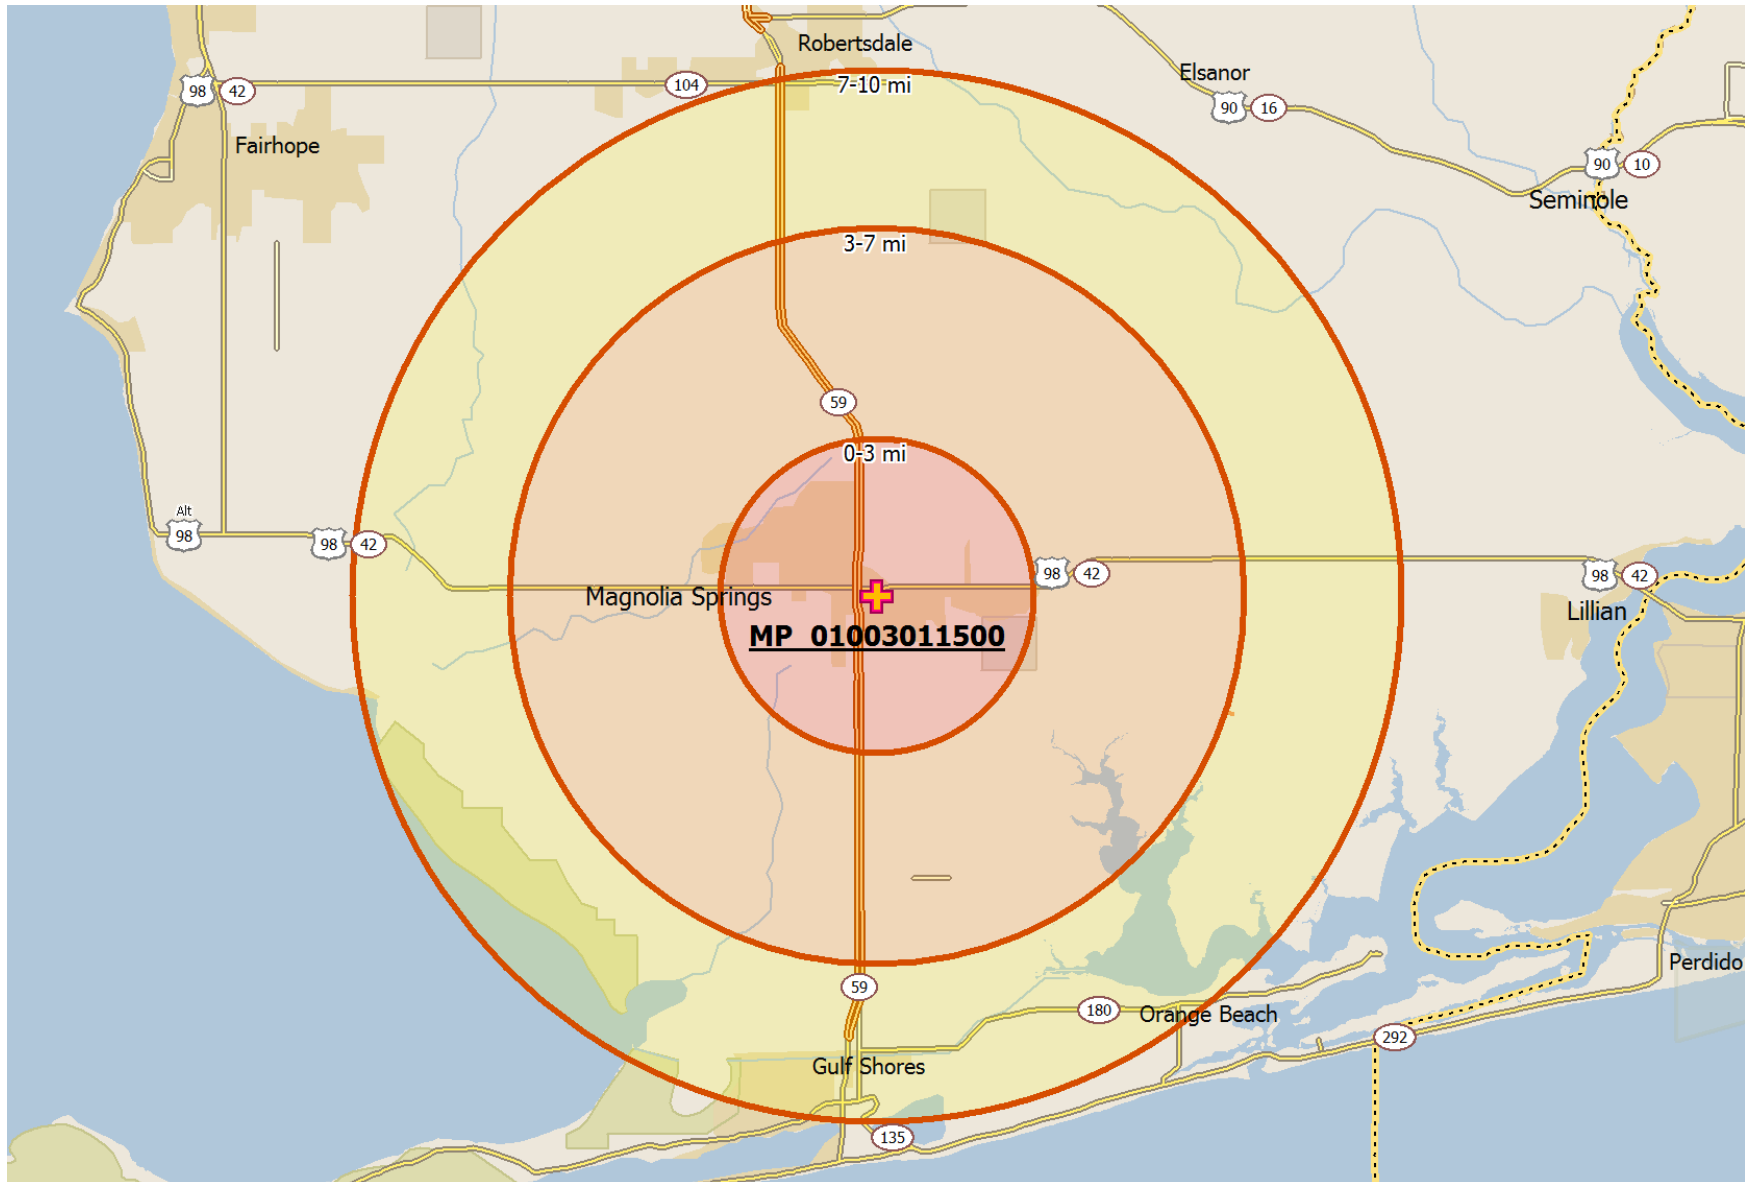 Robertsdale
Elsanor
7-10 mi
98
42
104
90
16
Fairhope
90
10
Seminole
3-7 mi
59
0-3 mi
Alt
98
98
42
98
42
98
42
Magnolia Springs
Lillian
MP 01003011500
Perdido
59
180
Orange Beach
292
Gulf Shores
135